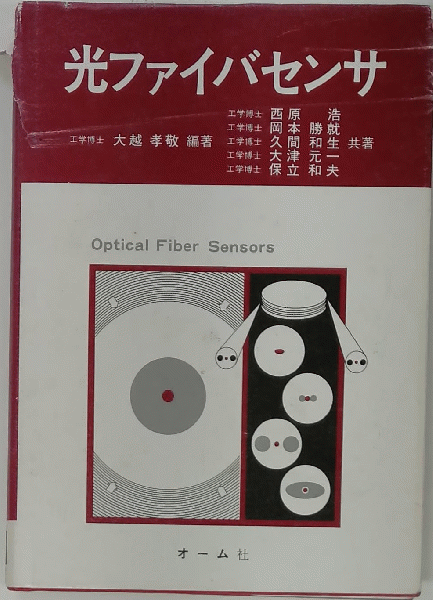 光ファイバセンサ
工学博士 大越 孝敬 編著
工学博士 西原 浩
工学博士 岡本 勝就
工学博士 久間 和生 共著
工学博士 大津 元一
工学博士 保立 和夫
Optical Fiber Sensors
オーム社